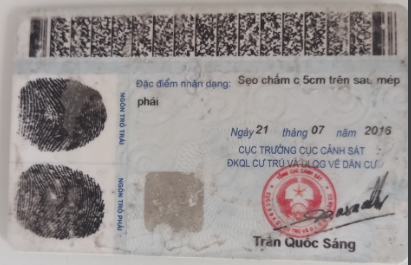 Đặc điểm nhân dạng: Sẹo chấm c 5cm trên sau mép
phải
NGÓN TRỎ TRÁI
Ngày 21 tháng 07 năm 2016
CỤC TRƯỞNG CỤC CẢNH SÁT
ĐKQL CƯ TRÚ VÀ DLQG VỀ DÂN CƯ
NGÓN TRỎ PHẢI
Trần Quốc Sáng